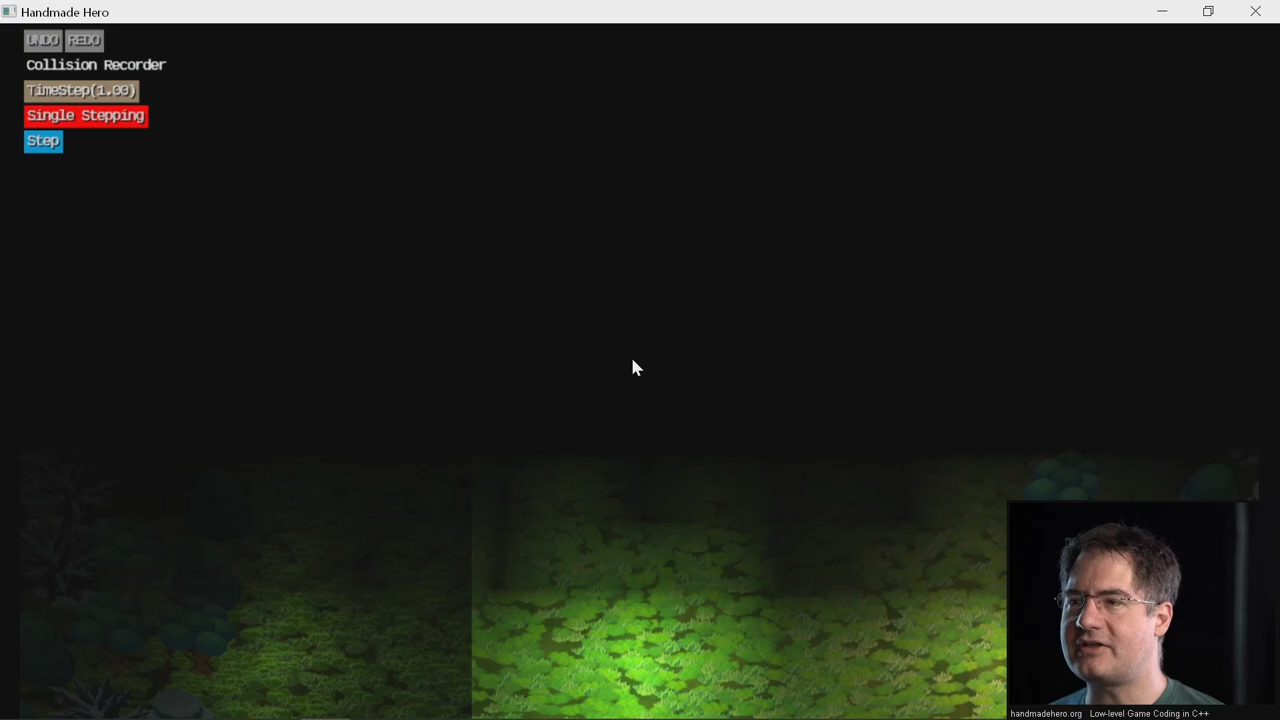 Handmade Hero
UNDO REDO
Collision Recorder
TimeStep(1.00)
Single Stepping
Step
handmadehero.org Low-level Game Coding in C++